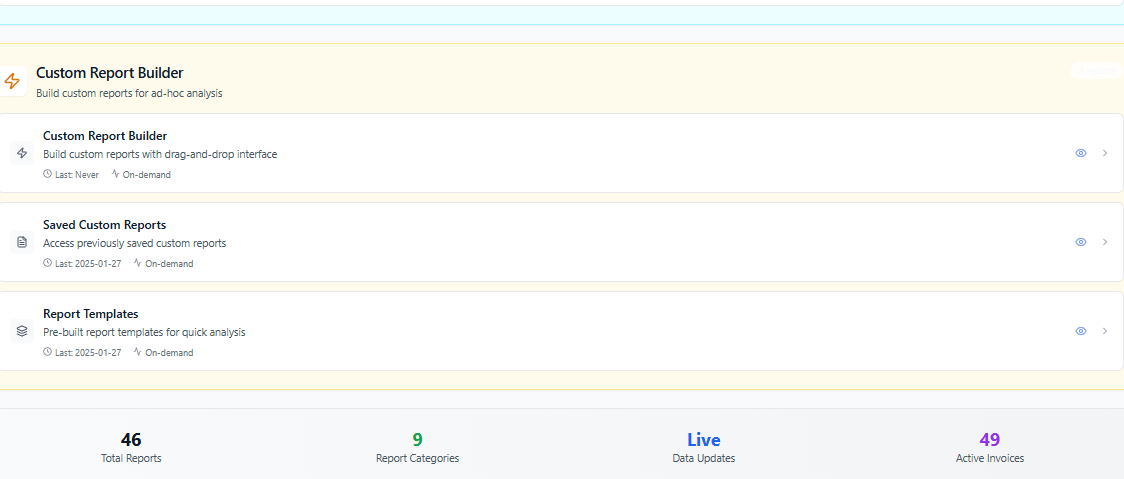 Custom Report Builder
Build custom reports for ad-hoc analysis
Custom Report Builder
Build custom reports with drag-and-drop interface
Last: Never On-demand
Saved Custom Reports
Access previously saved custom reports
Last: 2025-01-27 On-demand
Report Templates
Pre-built report templates for quick analysis
Last: 2025-01-27 On-demand
46 9 Live 49
Total Reports Report Categories Data Updates Active Invoices